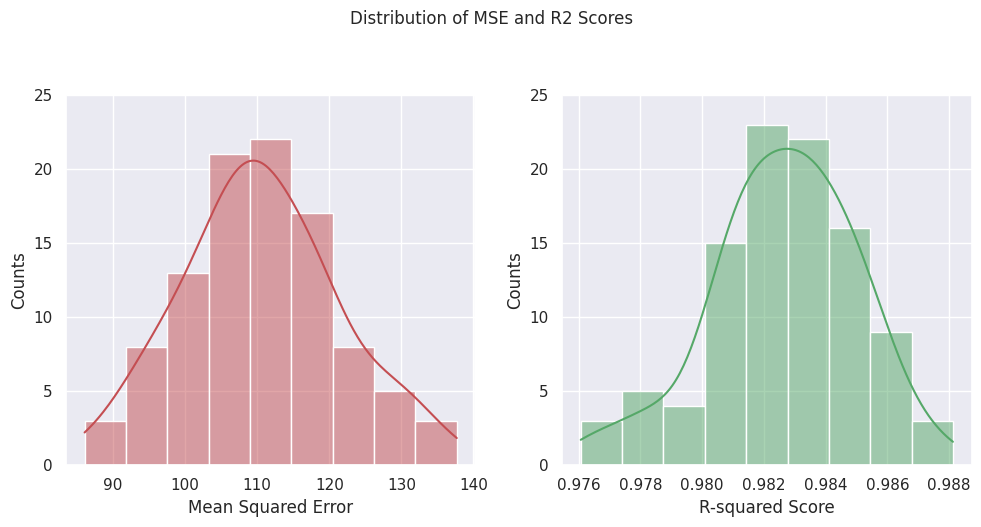 Distribution of MSE and R2 Scores
25
20
15
10
5
0
Counts
90 100 110 120 130 140
Mean Squared Error
25
20
15
10
5
0
Counts
0.976 0.978 0.980 0.982 0.984 0.986 0.988
R-squared Score